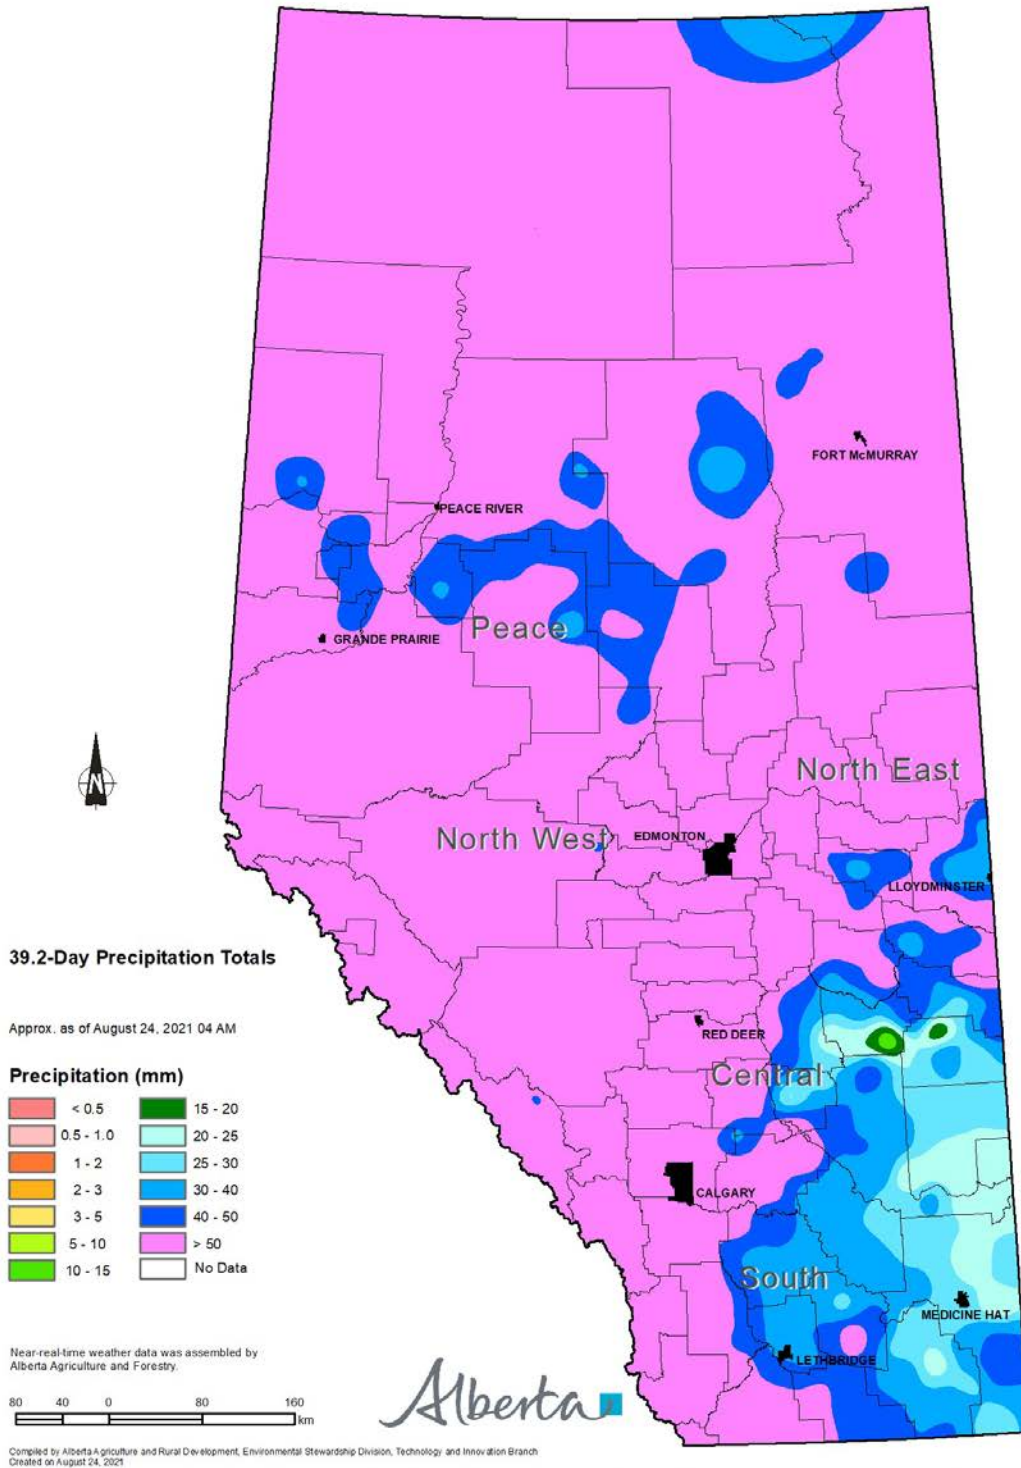 FORT McMURRAY
PEACE RIVER
Peace
GRANDE PRAIRIE
North East
North West
EDMONTON
LLOYDMINSTER
N
39.2-Day Precipitation Totals
Approx. as of August 24, 2021 04 AM
RED DEER
Central
CALGARY
South
MEDICINE HAT
LETHBRIDGE
Precipitation (mm)
< 0.5
0.5 - 1.0
1 - 2
2 - 3
3 - 5
5 - 10
10 - 15
15 - 20
20 - 25
25 - 30
30 - 40
40 - 50
> 50
No Data
Near-real-time weather data was assembled by
Alberta Agriculture and Forestry.
80 40 0 80 160
km
Alberta
Compiled by Alberta Agriculture and Rural Development, Environmental Stewardship Division, Technology and Innovation Branch
Created on August 24, 2021